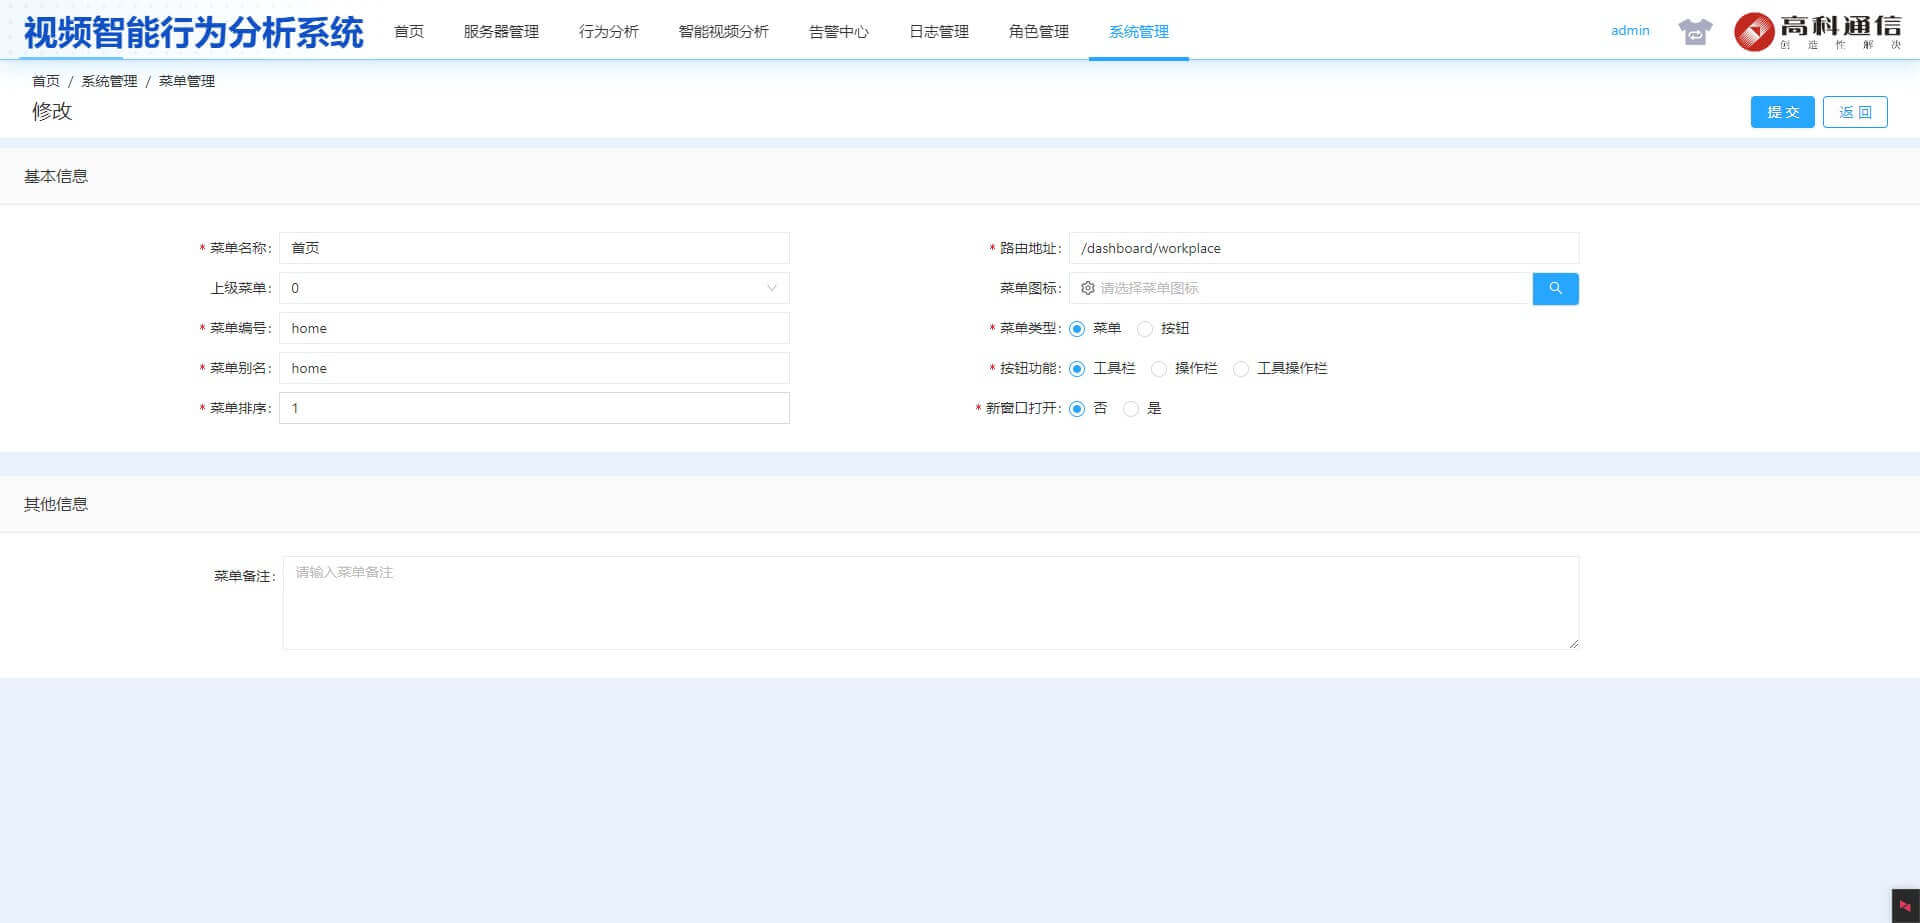 视频智能行为分析系统 首页 服务器管理 行为分析 智能视频分析 告警中心 日志管理 角色管理 系统管理 admin 高科通信
创造性解决
首页 / 系统管理 / 菜单管理
修改 提交 返回
基本信息
* 菜单名称: 首页 * 路由地址: /dashboard/workplace
上级菜单: 0 菜单图标: 请选择菜单图标
* 菜单编号: home * 菜单类型: 菜单 按钮
* 菜单别名: home * 按钮功能: 工具栏 操作栏 工具操作栏
* 菜单排序: 1 * 新窗口打开: 否 是
其他信息
菜单备注: 请输入菜单备注